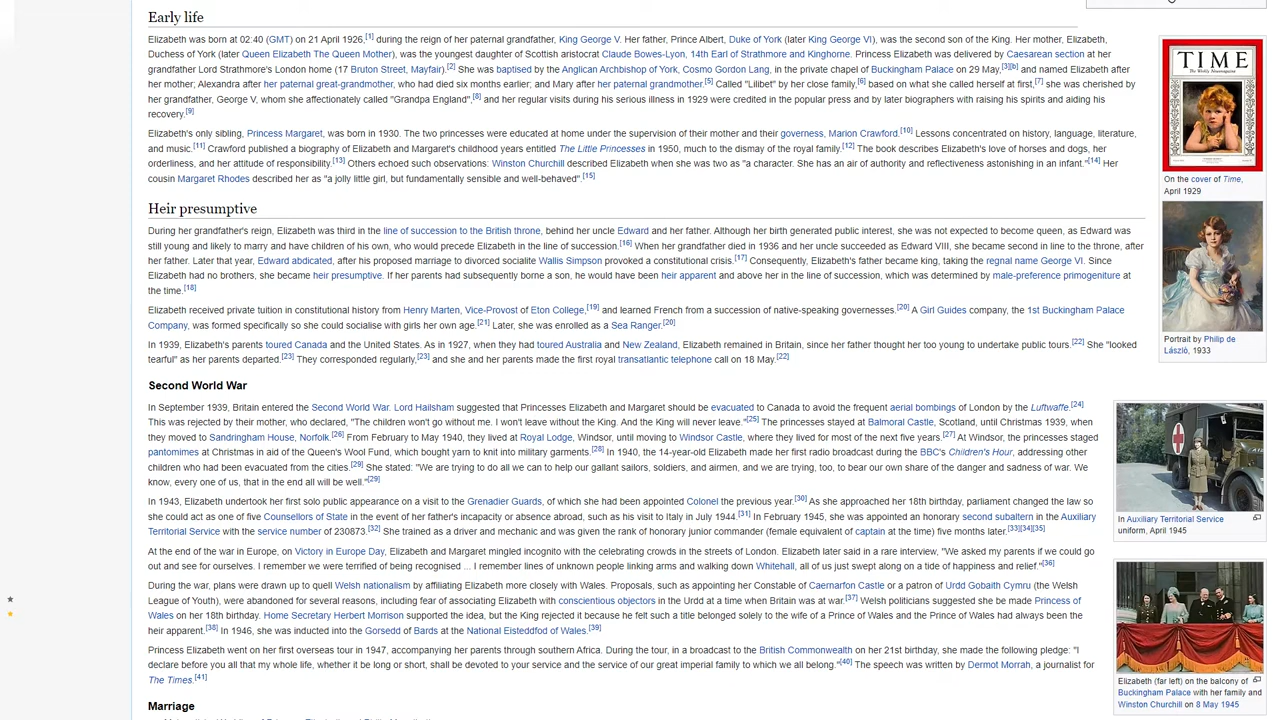 Early life
Elizabeth was born at 02:40 (GMT) on 21 April 1926,[1] during the reign of her paternal grandfather, King George V. Her father, Prince Albert, Duke of York (later King George VI), was the second son of the King. Her mother, Elizabeth,
Duchess of York (later Queen Elizabeth The Queen Mother), was the youngest daughter of Scottish aristocrat Claude Bowes-Lyon, 14th Earl of Strathmore and Kinghorne. Princess Elizabeth was delivered by Caesarean section at her
grandfather Lord Strathmore's London home (17 Bruton Street, Mayfair).[2] She was baptised by the Anglican Archbishop of York, Cosmo Gordon Lang, in the private chapel of Buckingham Palace on 29 May,[3][b] and named Elizabeth after
her mother; Alexandra after her paternal great-grandmother, who had died six months earlier; and Mary after her paternal grandmother.[5] Called "Lilibet" by her close family,[6] based on what she called herself at first,[7] she was cherished by
her grandfather, George V, whom she affectionately called "Grandpa England",[8] and her regular visits during his serious illness in 1929 were credited in the popular press and by later biographers with raising his spirits and aiding his
recovery.[9]
Elizabeth's only sibling, Princess Margaret, was born in 1930. The two princesses were educated at home under the supervision of their mother and their governess, Marion Crawford.[10] Lessons concentrated on history, language, literature,
and music.[11] Crawford published a biography of Elizabeth and Margaret's childhood years entitled The Little Princesses in 1950, much to the dismay of the royal family.[12] The book describes Elizabeth's love of horses and dogs, her
orderliness, and her attitude of responsibility.[13] Others echoed such observations: Winston Churchill described Elizabeth when she was two as "a character. She has an air of authority and reflectiveness astonishing in an infant."[14] Her
cousin Margaret Rhodes described her as "a jolly little girl, but fundamentally sensible and well-behaved".[15]
TIME
The Weekly Newsmagazine
On the cover of Time,
April 1929
Heir presumptive
During her grandfather's reign, Elizabeth was third in the line of succession to the British throne, behind her uncle Edward and her father. Although her birth generated public interest, she was not expected to become queen, as Edward was
still young and likely to marry and have children of his own, who would precede Elizabeth in the line of succession.[16] When her grandfather died in 1936 and her uncle succeeded as Edward VIII, she became second in line to the throne, after
her father. Later that year, Edward abdicated, after his proposed marriage to divorced socialite Wallis Simpson provoked a constitutional crisis.[17] Consequently, Elizabeth's father became king, taking the regnal name George VI. Since
Elizabeth had no brothers, she became heir presumptive. If her parents had subsequently borne a son, he would have been heir apparent and above her in the line of succession, which was determined by male-preference primogeniture at
the time.[18]
Elizabeth received private tuition in constitutional history from Henry Marten, Vice-Provost of Eton College,[19] and learned French from a succession of native-speaking governesses.[20] A Girl Guides company, the 1st Buckingham Palace
Company, was formed specifically so she could socialise with girls her own age.[21] Later, she was enrolled as a Sea Ranger.[20]
In 1939, Elizabeth's parents toured Canada and the United States. As in 1927, when they had toured Australia and New Zealand, Elizabeth remained in Britain, since her father thought her too young to undertake public tours.[22] She "looked
tearful" as her parents departed.[23] They corresponded regularly,[23] and she and her parents made the first royal transatlantic telephone call on 18 May.[22]
Portrait by Philip de
László, 1933
Second World War
In September 1939, Britain entered the Second World War. Lord Hailsham suggested that Princesses Elizabeth and Margaret should be evacuated to Canada to avoid the frequent aerial bombings of London by the Luftwaffe.[24]
This was rejected by their mother, who declared, "The children won't go without me. I won't leave without the King. And the King will never leave."[25] The princesses stayed at Balmoral Castle, Scotland, until Christmas 1939, when
they moved to Sandringham House, Norfolk.[26] From February to May 1940, they lived at Royal Lodge, Windsor, until moving to Windsor Castle, where they lived for most of the next five years.[27] At Windsor, the princesses staged
pantomimes at Christmas in aid of the Queen's Wool Fund, which bought yarn to knit into military garments.[28] In 1940, the 14-year-old Elizabeth made her first radio broadcast during the BBC's Children's Hour, addressing other
children who had been evacuated from the cities.[29] She stated: "We are trying to do all we can to help our gallant sailors, soldiers, and airmen, and we are trying, too, to bear our own share of the danger and sadness of war. We
know, every one of us, that in the end all will be well."[29]
In 1943, Elizabeth undertook her first solo public appearance on a visit to the Grenadier Guards, of which she had been appointed Colonel the previous year.[30] As she approached her 18th birthday, parliament changed the law so
she could act as one of five Counsellors of State in the event of her father's incapacity or absence abroad, such as his visit to Italy in July 1944.[31] In February 1945, she was appointed an honorary second subaltern in the Auxiliary
Territorial Service with the service number of 230873.[32] She trained as a driver and mechanic and was given the rank of honorary junior commander (female equivalent of captain at the time) five months later.[33][34][35]
In Auxiliary Territorial Service
uniform, April 1945
At the end of the war in Europe, on Victory in Europe Day, Elizabeth and Margaret mingled incognito with the celebrating crowds in the streets of London. Elizabeth later said in a rare interview, "We asked my parents if we could go
out and see for ourselves. I remember we were terrified of being recognised ... I remember lines of unknown people linking arms and walking down Whitehall, all of us just swept along on a tide of happiness and relief."[36]
During the war, plans were drawn up to quell Welsh nationalism by affiliating Elizabeth more closely with Wales. Proposals, such as appointing her Constable of Caernarfon Castle or a patron of Urdd Gobaith Cymru (the Welsh
League of Youth), were abandoned for several reasons, including fear of associating Elizabeth with conscientious objectors in the Urdd at a time when Britain was at war.[37] Welsh politicians suggested she be made Princess of
Wales on her 18th birthday. Home Secretary Herbert Morrison supported the idea, but the King rejected it because he felt such a title belonged solely to the wife of a Prince of Wales and the Prince of Wales had always been the
heir apparent.[38] In 1946, she was inducted into the Gorsedd of Bards at the National Eisteddfod of Wales.[39]
Princess Elizabeth went on her first overseas tour in 1947, accompanying her parents through southern Africa. During the tour, in a broadcast to the British Commonwealth on her 21st birthday, she made the following pledge: "I
declare before you all that my whole life, whether it be long or short, shall be devoted to your service and the service of our great imperial family to which we all belong."[40] The speech was written by Dermot Morrah, a journalist for
The Times.[41]
Elizabeth (far left) on the balcony of
Buckingham Palace with her family and
Winston Churchill on 8 May 1945
Marriage